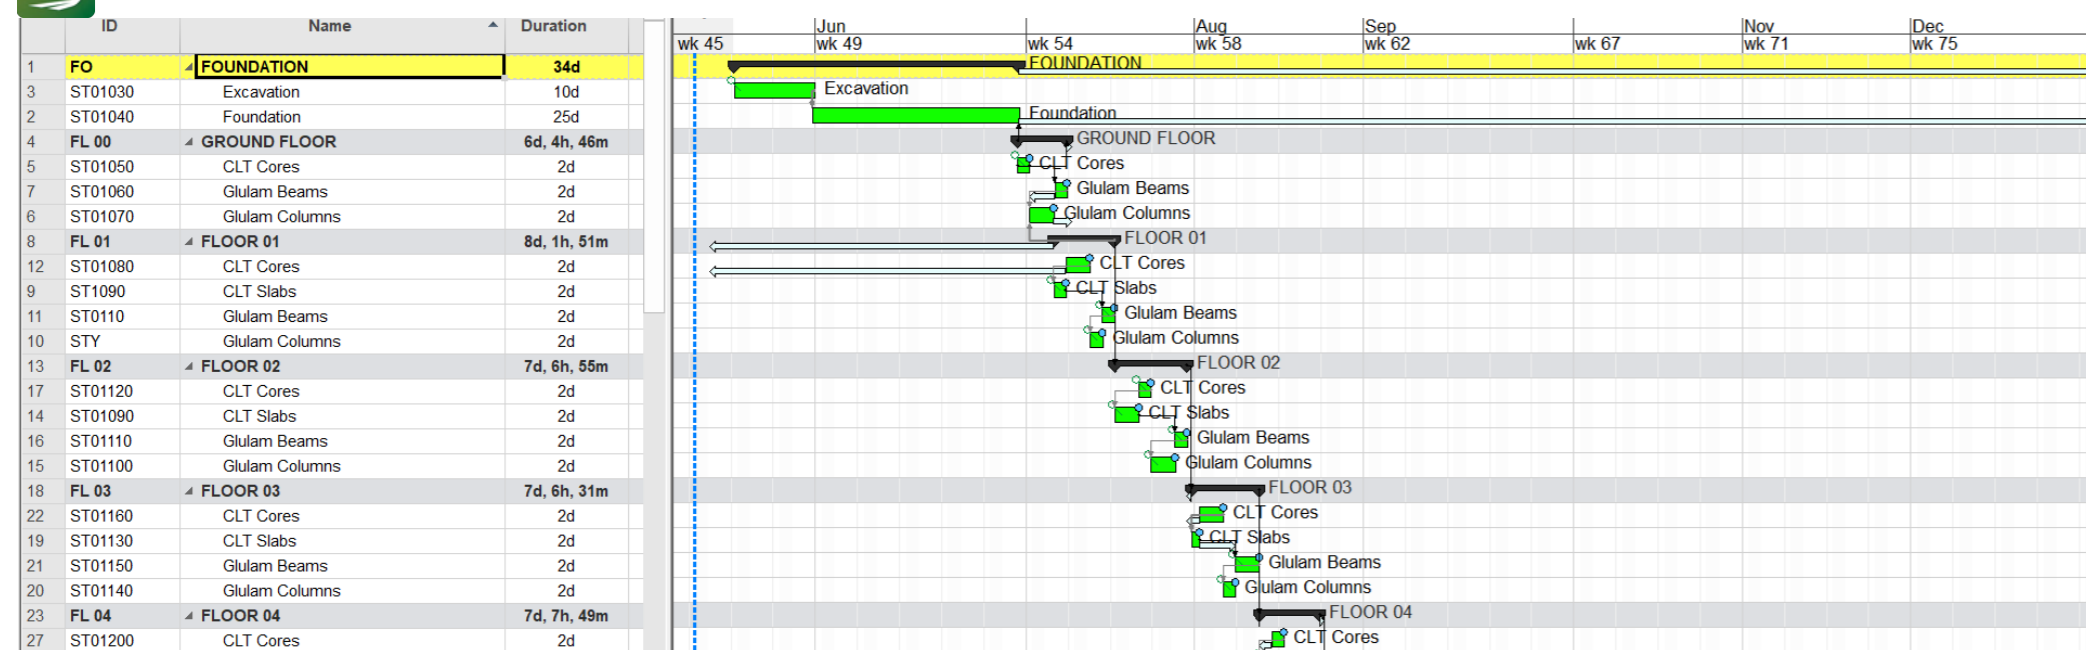 ID Name Duration Jun Aug Sep Nov Dec
wk 45 wk 49 wk 54 wk 58 wk 62 wk 67 wk 71 wk 75
1 FO FOUNDATION 34d FOUNDATION
3 ST01030 Excavation 10d Excavation
2 ST01040 Foundation 25d Foundation
4 FL 00 GROUND FLOOR 6d, 4h, 46m GROUND FLOOR
5 ST01050 CLT Cores 2d CLT Cores
7 ST01060 Glulam Beams 2d Glulam Beams
6 ST01070 Glulam Columns 2d Glulam Columns
8 FL 01 FLOOR 01 8d, 1h, 51m FLOOR 01
12 ST01080 CLT Cores 2d CLT Cores
9 ST1090 CLT Slabs 2d CLT Slabs
11 ST0110 Glulam Beams 2d Glulam Beams
10 STY Glulam Columns 2d Glulam Columns
13 FL 02 FLOOR 02 7d, 6h, 55m FLOOR 02
17 ST01120 CLT Cores 2d CLT Cores
14 ST01090 CLT Slabs 2d CLT Slabs
16 ST01110 Glulam Beams 2d Glulam Beams
15 ST01100 Glulam Columns 2d Glulam Columns
18 FL 03 FLOOR 03 7d, 6h, 31m FLOOR 03
22 ST01160 CLT Cores 2d CLT Cores
19 ST01130 CLT Slabs 2d CLT Slabs
21 ST01150 Glulam Beams 2d Glulam Beams
20 ST01140 Glulam Columns 2d Glulam Columns
23 FL 04 FLOOR 04 7d, 7h, 49m FLOOR 04
27 ST01200 CLT Cores 2d CLT Cores